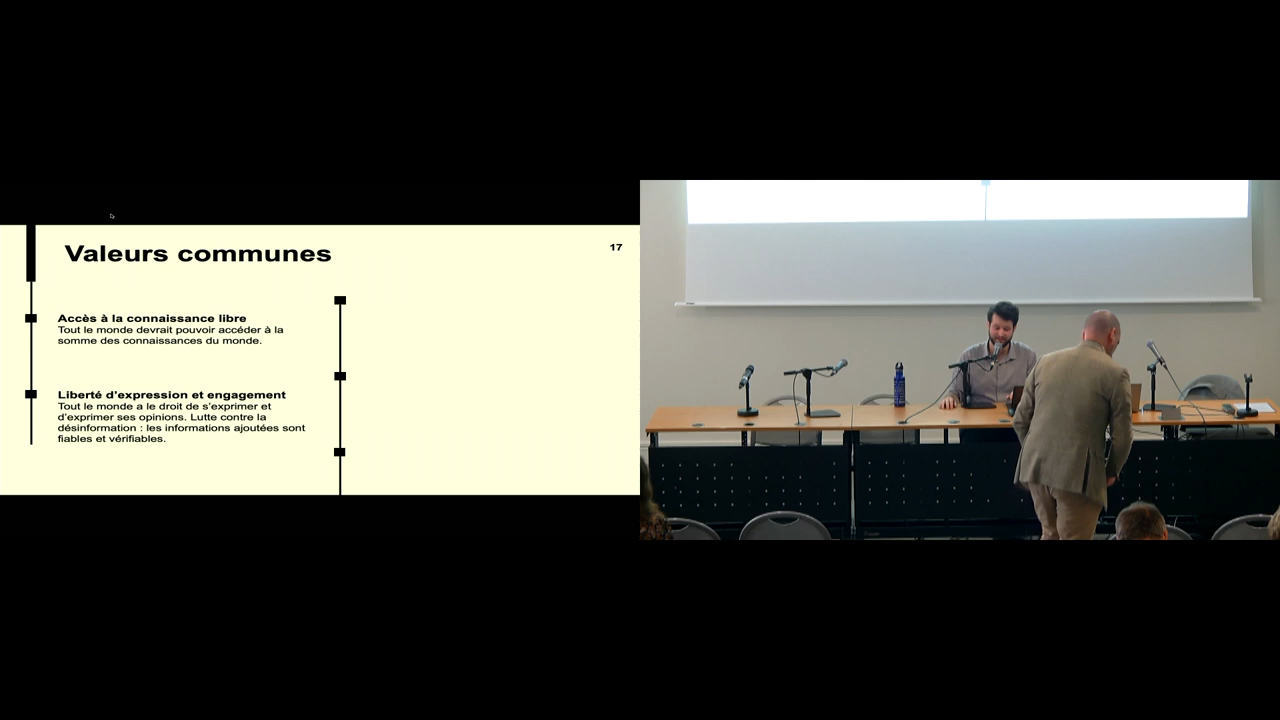 Valeurs communes
17
Accès à la connaissance libre
Tout le monde devrait pouvoir accéder à la
somme des connaissances du monde.
Liberté d'expression et engagement
Tout le monde a le droit de s'exprimer et
d'exprimer ses opinions. Lutte contre la
désinformation : les informations ajoutées sont
fiables et vérifiables.